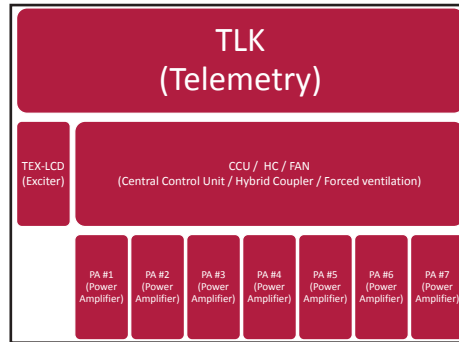 TLK
(Telemetry)
TEX-LCD
(Exciter)
CCU / HC / FAN
(Central Control Unit / Hybrid Coupler / Forced ventilation)
PA #1
(Power
Amplifier)
PA #2
(Power
Amplifier)
PA #3
(Power
Amplifier)
PA #4
(Power
Amplifier)
PA #5
(Power
Amplifier)
PA #6
(Power
Amplifier)
PA #7
(Power
Amplifier)